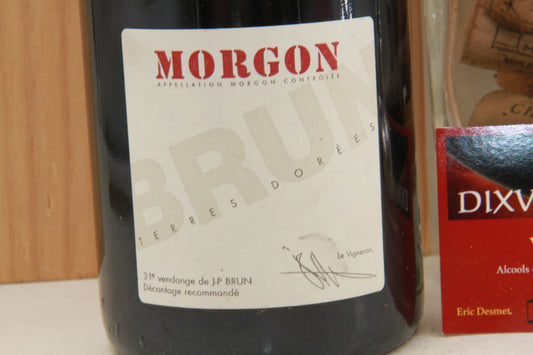 MORGON
APPELLATION MORGON CONTRÔLÉE
BRUN
TERRES DORÉES
Le Vigneron,
31e vendange de J-P BRUN
Décantage recommandé
DIXV
Alcools
Eric Desmet.